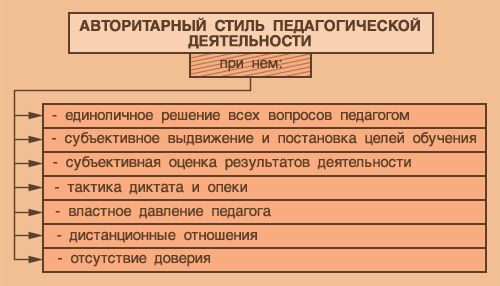 АВТОРИТАРНЫЙ СТИЛЬ ПЕДАГОГИЧЕСКОЙ
ДЕЯТЕЛЬНОСТИ
при нем:
- единоличное решение всех вопросов педагогом
- субъективное выдвижение и постановка целей обучения
- субъективная оценка результатов деятельности
- тактика диктата и опеки
- властное давление педагога
- дистанционные отношения
- отсутствие доверия